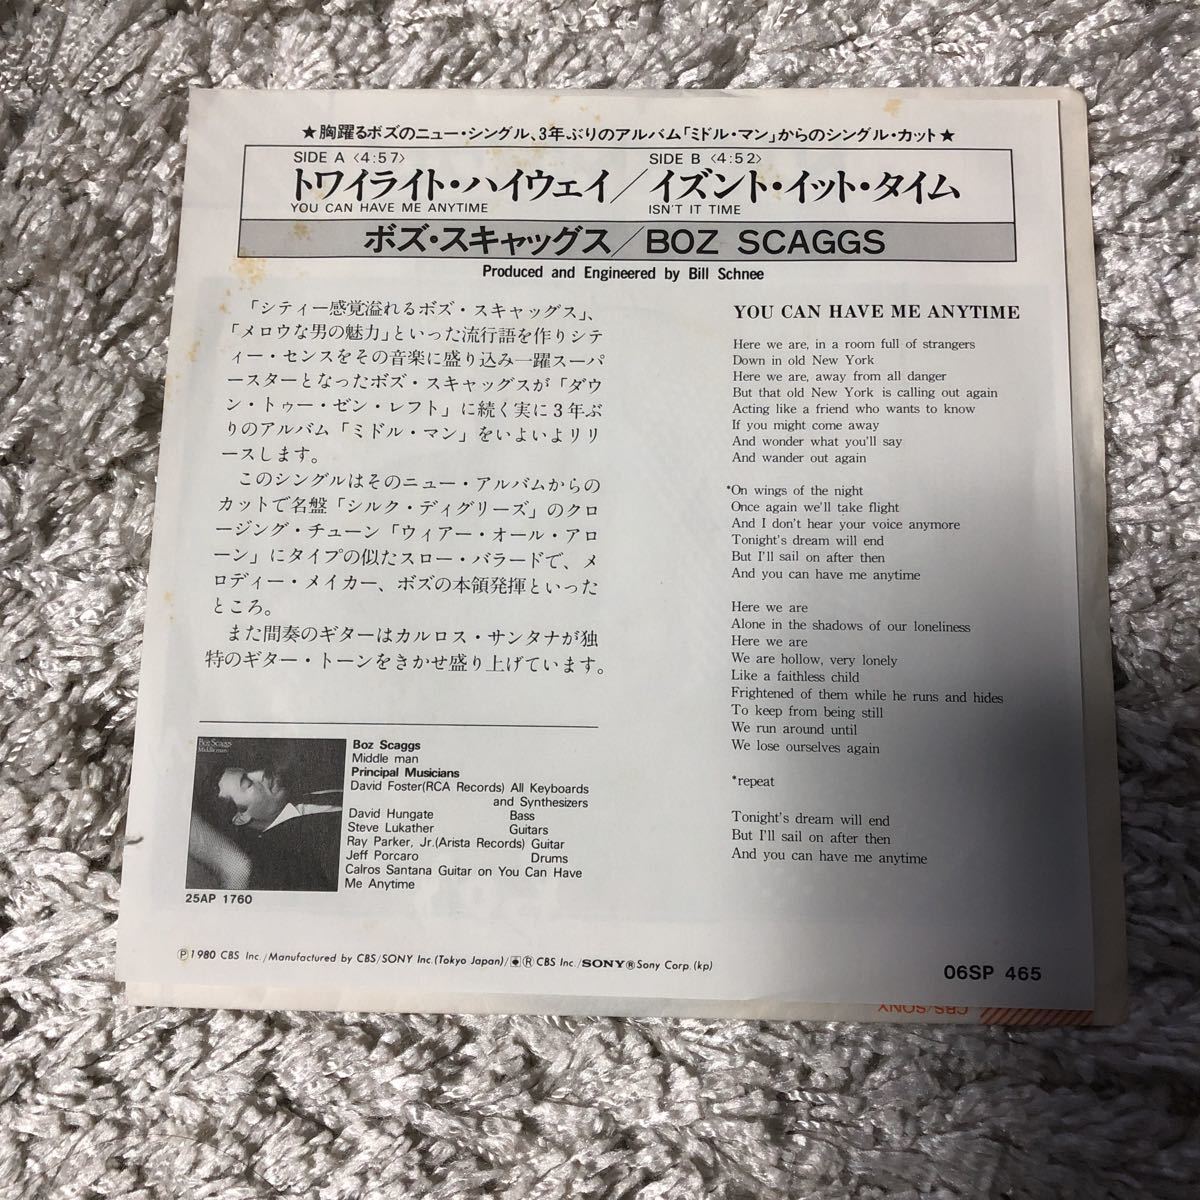 ★胸躍るボズのニュー・シングル、3年ぶりのアルバム「ミドル・マン」からのシングル・カット★
SIDE A 〈4:57〉
トワイライト・ハイウェイ／
YOU CAN HAVE ME ANYTIME
SIDE B 〈4:52〉
イズント・イット・タイム
ISN'T IT TIME
ボズ・スキャッグス／BOZ SCAGGS
Produced and Engineered by Bill Schnee
「シティー感覚溢れるボズ・スキャッグス」、
「メロウな男の魅力」といった流行語を作りシテ
ィー・センスをその音楽に盛り込み一躍スーパ
ースターとなったボズ・スキャッグスが「ダウ
ン・トゥー・ゼン・レフト」に続く実に3年ぶ
りのアルバム「ミドル・マン」をいよいよリリ
ースします。
このシングルはそのニュー・アルバムからの
カットで名盤「シルク・ディグリーズ」のクロ
ージング・チューン「ウィアー・オール・アロ
ーン」にタイプの似たスロー・バラードで、メ
ロディー・メイカー、ボズの本領発揮といった
ところ。
また間奏のギターはカルロス・サンタナが独
特のギター・トーンをきかせ盛り上げています。
Boz Scaggs
Middle man
25AP 1760
Boz Scaggs
Middle man
Principal Musicians
David Foster(RCA Records) All Keyboards
and Synthesizers
David Hungate Bass
Steve Lukather Guitars
Ray Parker, Jr.(Arista Records) Guitar
Jeff Porcaro Drums
Calros Santana Guitar on You Can Have
Me Anytime
YOU CAN HAVE ME ANYTIME
Here we are, in a room full of strangers
Down in old New York
Here we are, away from all danger
But that old New York is calling out again
Acting like a friend who wants to know
If you might come away
And wonder what you'll say
And wander out again
*On wings of the night
Once again we'll take flight
And I don't hear your voice anymore
Tonight's dream will end
But I'll sail on after then
And you can have me anytime
Here we are
Alone in the shadows of our loneliness
Here we are
We are hollow, very lonely
Like a faithless child
Frightened of them while he runs and hides
To keep from being still
We run around until
We lose ourselves again
*repeat
Tonight's dream will end
But I'll sail on after then
And you can have me anytime
Ⓟ1980 CBS Inc./Manufactured by CBS/SONY Inc.(Tokyo Japan)/Ⓡ CBS Inc./SONY®Sony Corp.(kp)
06SP 465
CBS/SONY